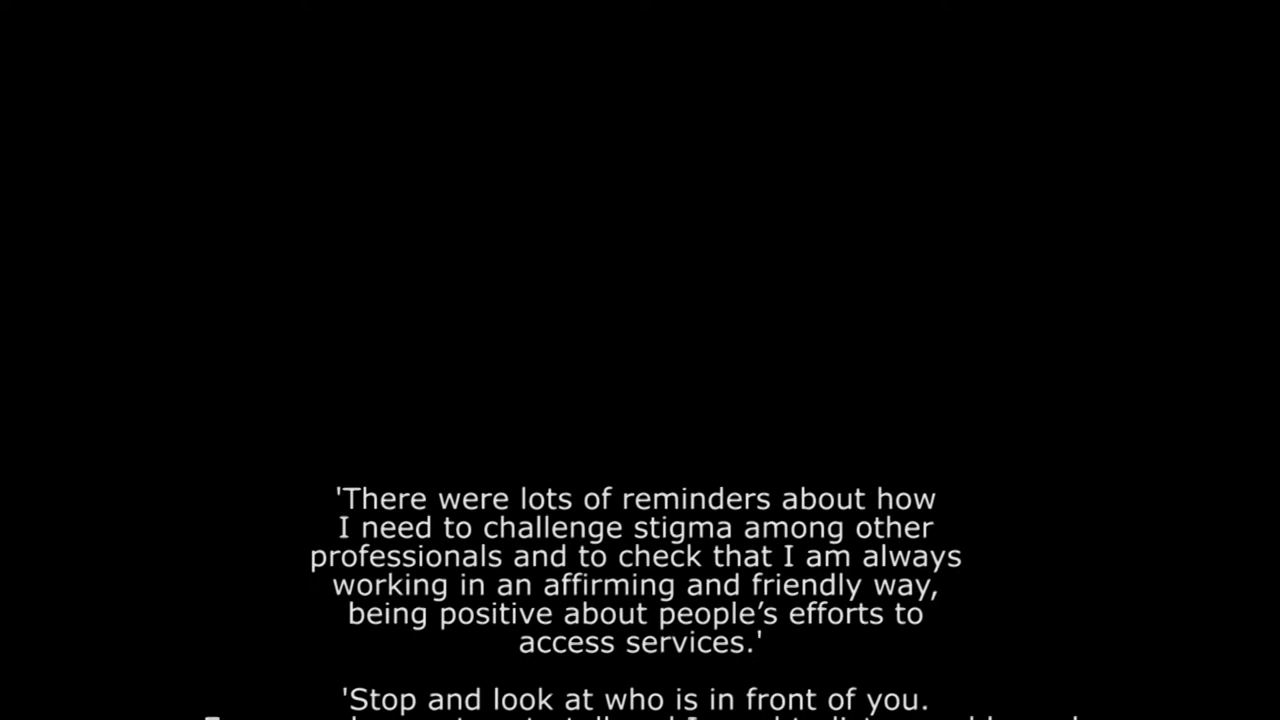 'There were lots of reminders about how
I need to challenge stigma among other
professionals and to check that I am always
working in an affirming and friendly way,
being positive about people’s efforts to
access services.'
'Stop and look at who is in front of you.